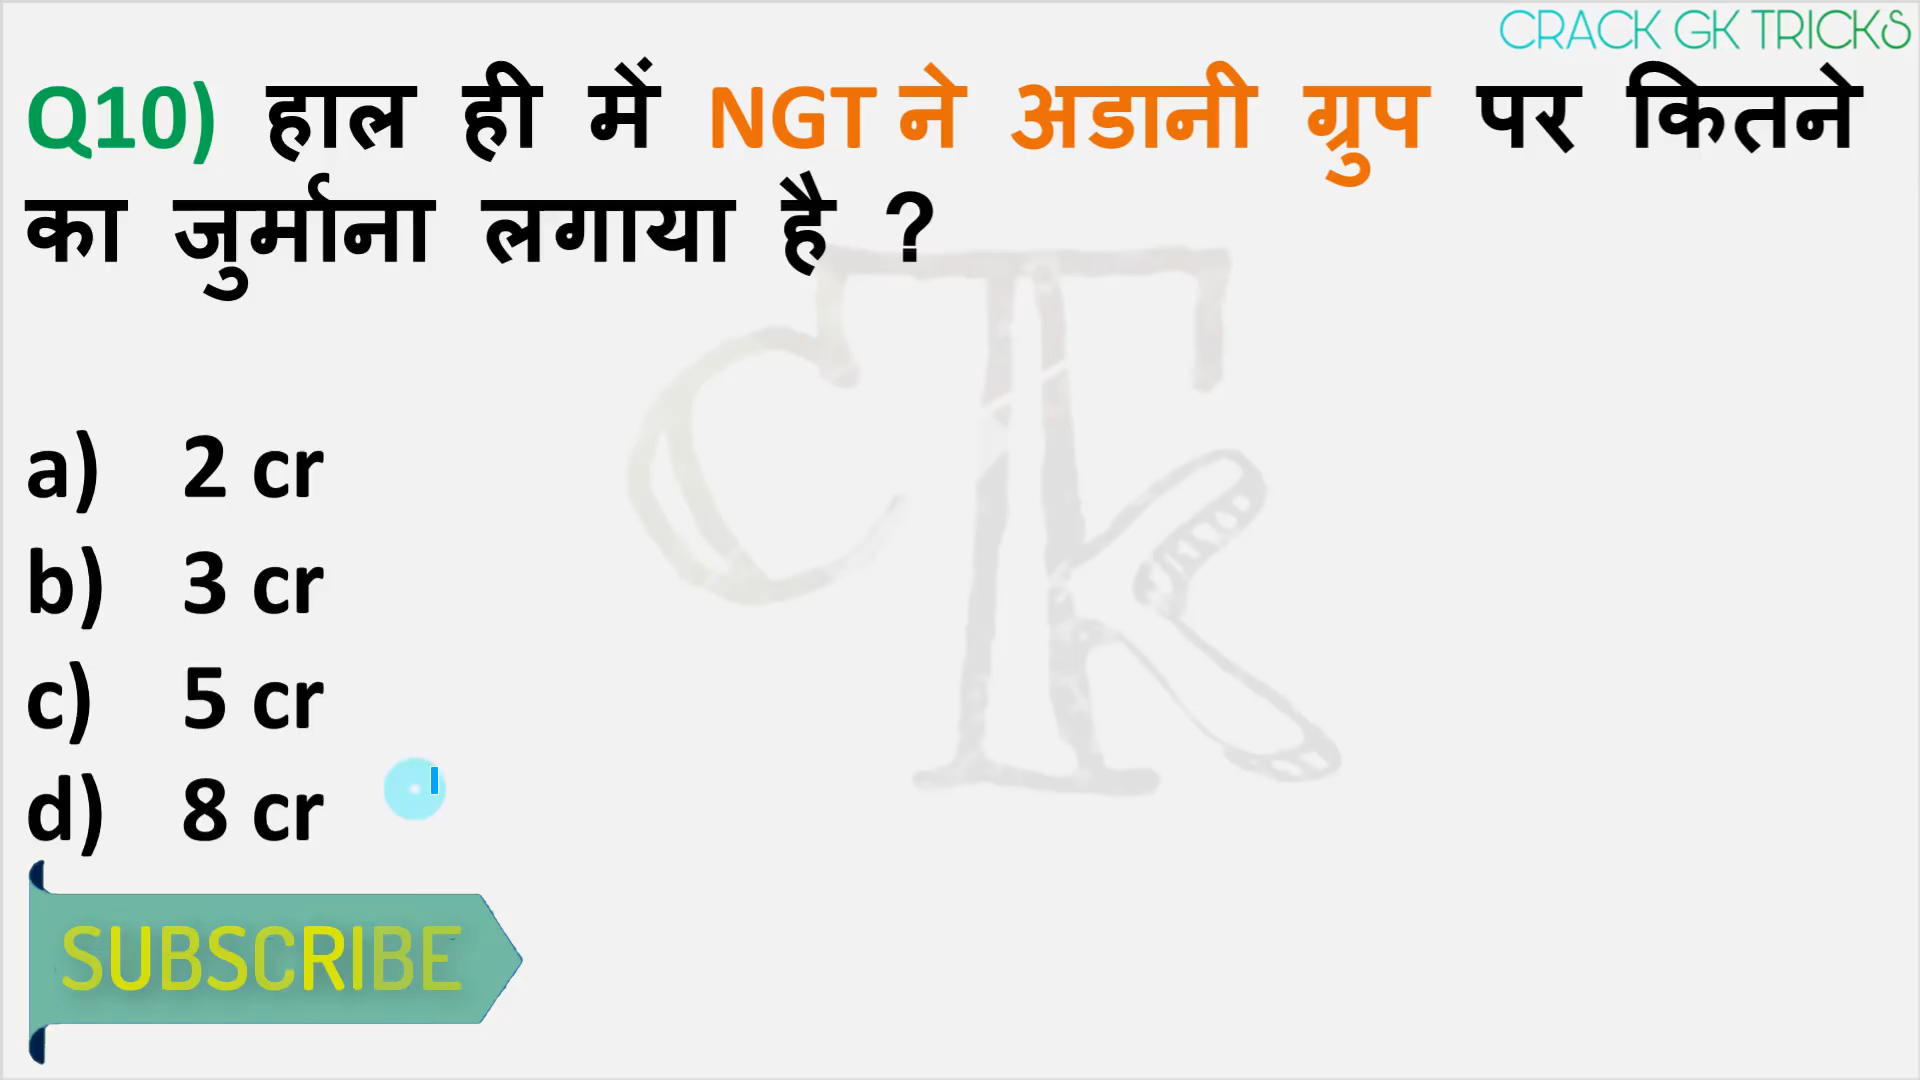 CRACK GK TRICKS
Q10) हाल ही में NGT ने अडानी ग्रुप पर कितने
का जुर्माना लगाया है ?
a) 2 cr
b) 3 cr
c) 5 cr
d) 8 cr
SUBSCRIBE